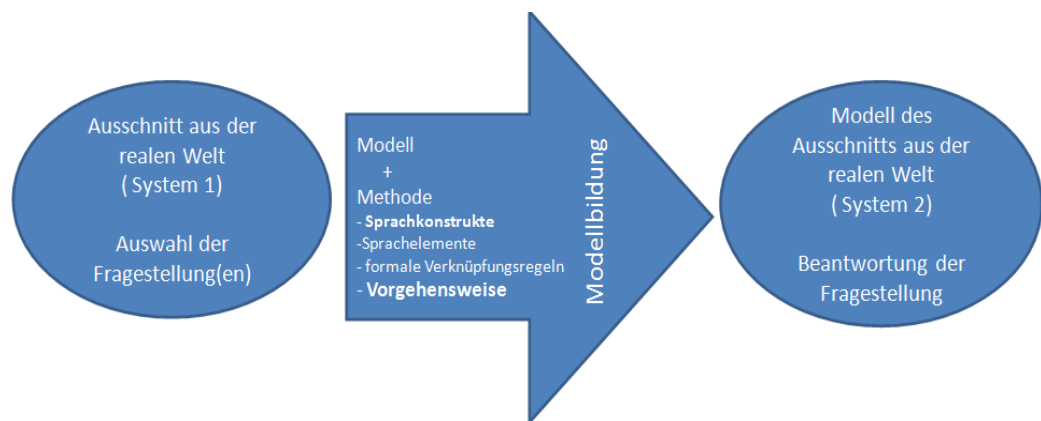 Ausschnitt aus der
realen Welt
( System 1)
Auswahl der
Fragestellung(en)
Modell
+
Methode
- Sprachkonstrukte
-Sprachelemente
- formale Verknüpfungsregeln
- Vorgehensweise
Modellbildung
Modell des
Ausschnitts aus der
realen Welt
( System 2)
Beantwortung der
Fragestellung